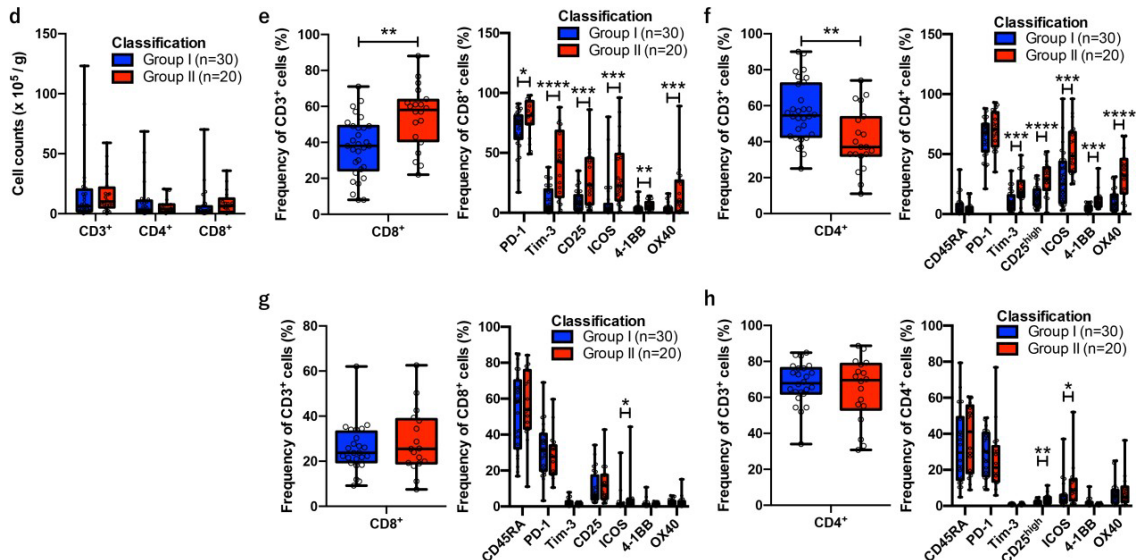 d
Cell counts (x 10⁵ / g)
150
100
50
0
Classification
Group I (n=30)
Group II (n=20)
CD3⁺
CD4⁺
CD8⁺
e
Frequency of CD3⁺ cells (%)
100
80
60
40
20
0
**
CD8⁺
Frequency of CD8⁺ cells (%)
150
100
50
0
Classification
Group I (n=30)
Group II (n=20)
*
****
***
***
**
***
PD-1
Tim-3
CD25
ICOS
4-1BB
OX40
f
Frequency of CD3⁺ cells (%)
100
80
60
40
20
0
**
CD4⁺
Frequency of CD4⁺ cells (%)
150
100
50
0
Classification
Group I (n=30)
Group II (n=20)
***
****
***
***
****
CD45RA
PD-1
Tim-3
CD25ʰⁱᵍʰ
ICOS
4-1BB
OX40
g
Frequency of CD3⁺ cells (%)
80
60
40
20
0
CD8⁺
Frequency of CD8⁺ cells (%)
100
80
60
40
20
0
Classification
Group I (n=30)
Group II (n=20)
*
CD45RA
PD-1
Tim-3
CD25
ICOS
4-1BB
OX40
h
Frequency of CD3⁺ cells (%)
100
80
60
40
20
0
CD4⁺
Frequency of CD4⁺ cells (%)
100
80
60
40
20
0
Classification
Group I (n=30)
Group II (n=20)
**
*
CD45RA
PD-1
Tim-3
CD25ʰⁱᵍʰ
ICOS
4-1BB
OX40